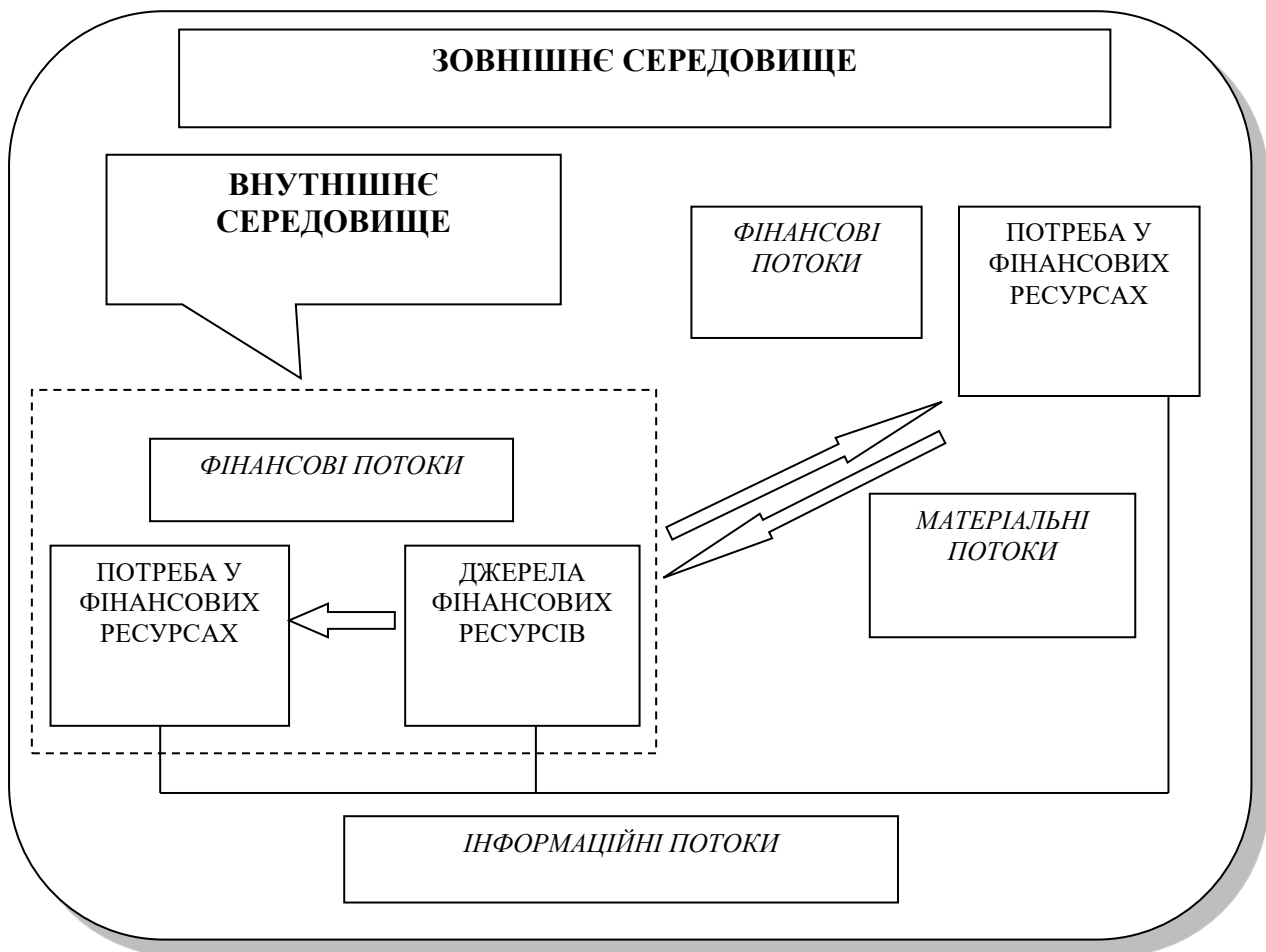 ЗОВНІШНЄ СЕРЕДОВИЩЕ
ВНУТНІШНЄ
СЕРЕДОВИЩЕ
ФІНАНСОВІ
ПОТОКИ
ПОТРЕБА У
ФІНАНСОВИХ
РЕСУРСАХ
ФІНАНСОВІ ПОТОКИ
МАТЕРІАЛЬНІ
ПОТОКИ
ПОТРЕБА У
ФІНАНСОВИХ
РЕСУРСАХ
ДЖЕРЕЛА
ФІНАНСОВИХ
РЕСУРСІВ
ІНФОРМАЦІЙНІ ПОТОКИ